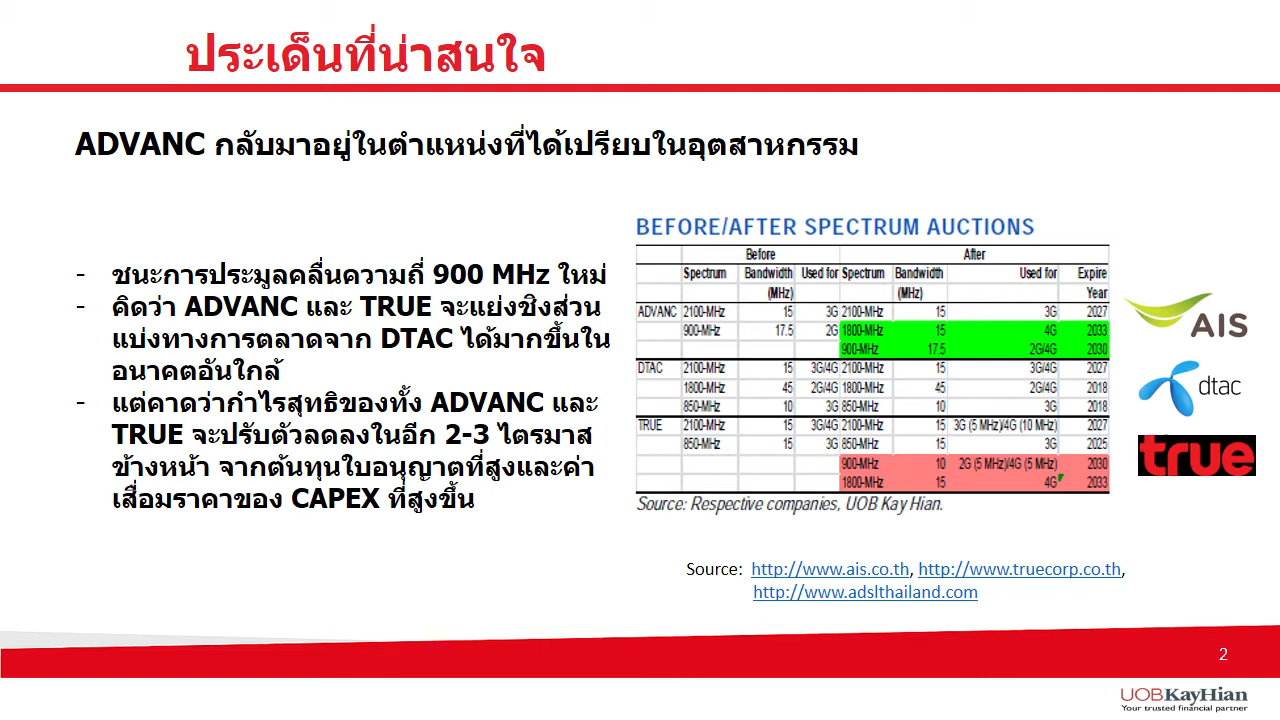 ประเด็นที่น่าสนใจ
ADVANC กลับมาอยู่ในตำแหน่งที่ได้เปรียบในอุตสาหกรรม
- ชนะการประมูลคลื่นความถี่ 900 MHz ใหม่
- คิดว่า ADVANC และ TRUE จะแย่งชิงส่วน
แบ่งทางการตลาดจาก DTAC ได้มากขึ้นใน
อนาคตอันใกล้
- แต่คาดว่ากำไรสุทธิของทั้ง ADVANC และ
TRUE จะปรับตัวลดลงในอีก 2-3 ไตรมาส
ข้างหน้า จากต้นทุนใบอนุญาตที่สูงและค่า
เสื่อมราคาของ CAPEX ที่สูงขึ้น
BEFORE/AFTER SPECTRUM AUCTIONS
Before After
Spectrum Bandwidth Used for Spectrum Bandwidth Used for Expire
(MHz) (MHz) Year
ADVANC 2100-MHz 15 3G 2100-MHz 15 3G 2027
900-MHz 17.5 2G 1800-MHz 15 4G 2033
900-MHz 17.5 2G/4G 2030
DTAC 2100-MHz 15 3G/4G 2100-MHz 15 3G/4G 2027
1800-MHz 45 2G/4G 1800-MHz 45 2G/4G 2018
850-MHz 10 3G 850-MHz 10 3G 2018
TRUE 2100-MHz 15 3G/4G 2100-MHz 15 3G (5 MHz)/4G (10 MHz) 2027
850-MHz 15 3G 850-MHz 15 3G 2025
900-MHz 10 2G (5 MHz)/4G (5 MHz) 2030
1800-MHz 15 4G 2033
Source: Respective companies, UOB Kay Hian.
AIS
dtac
true
Source: http://www.ais.co.th, http://www.truecorp.co.th,
http://www.adslthailand.com
2
UOBKayHian
Your trusted financial partner